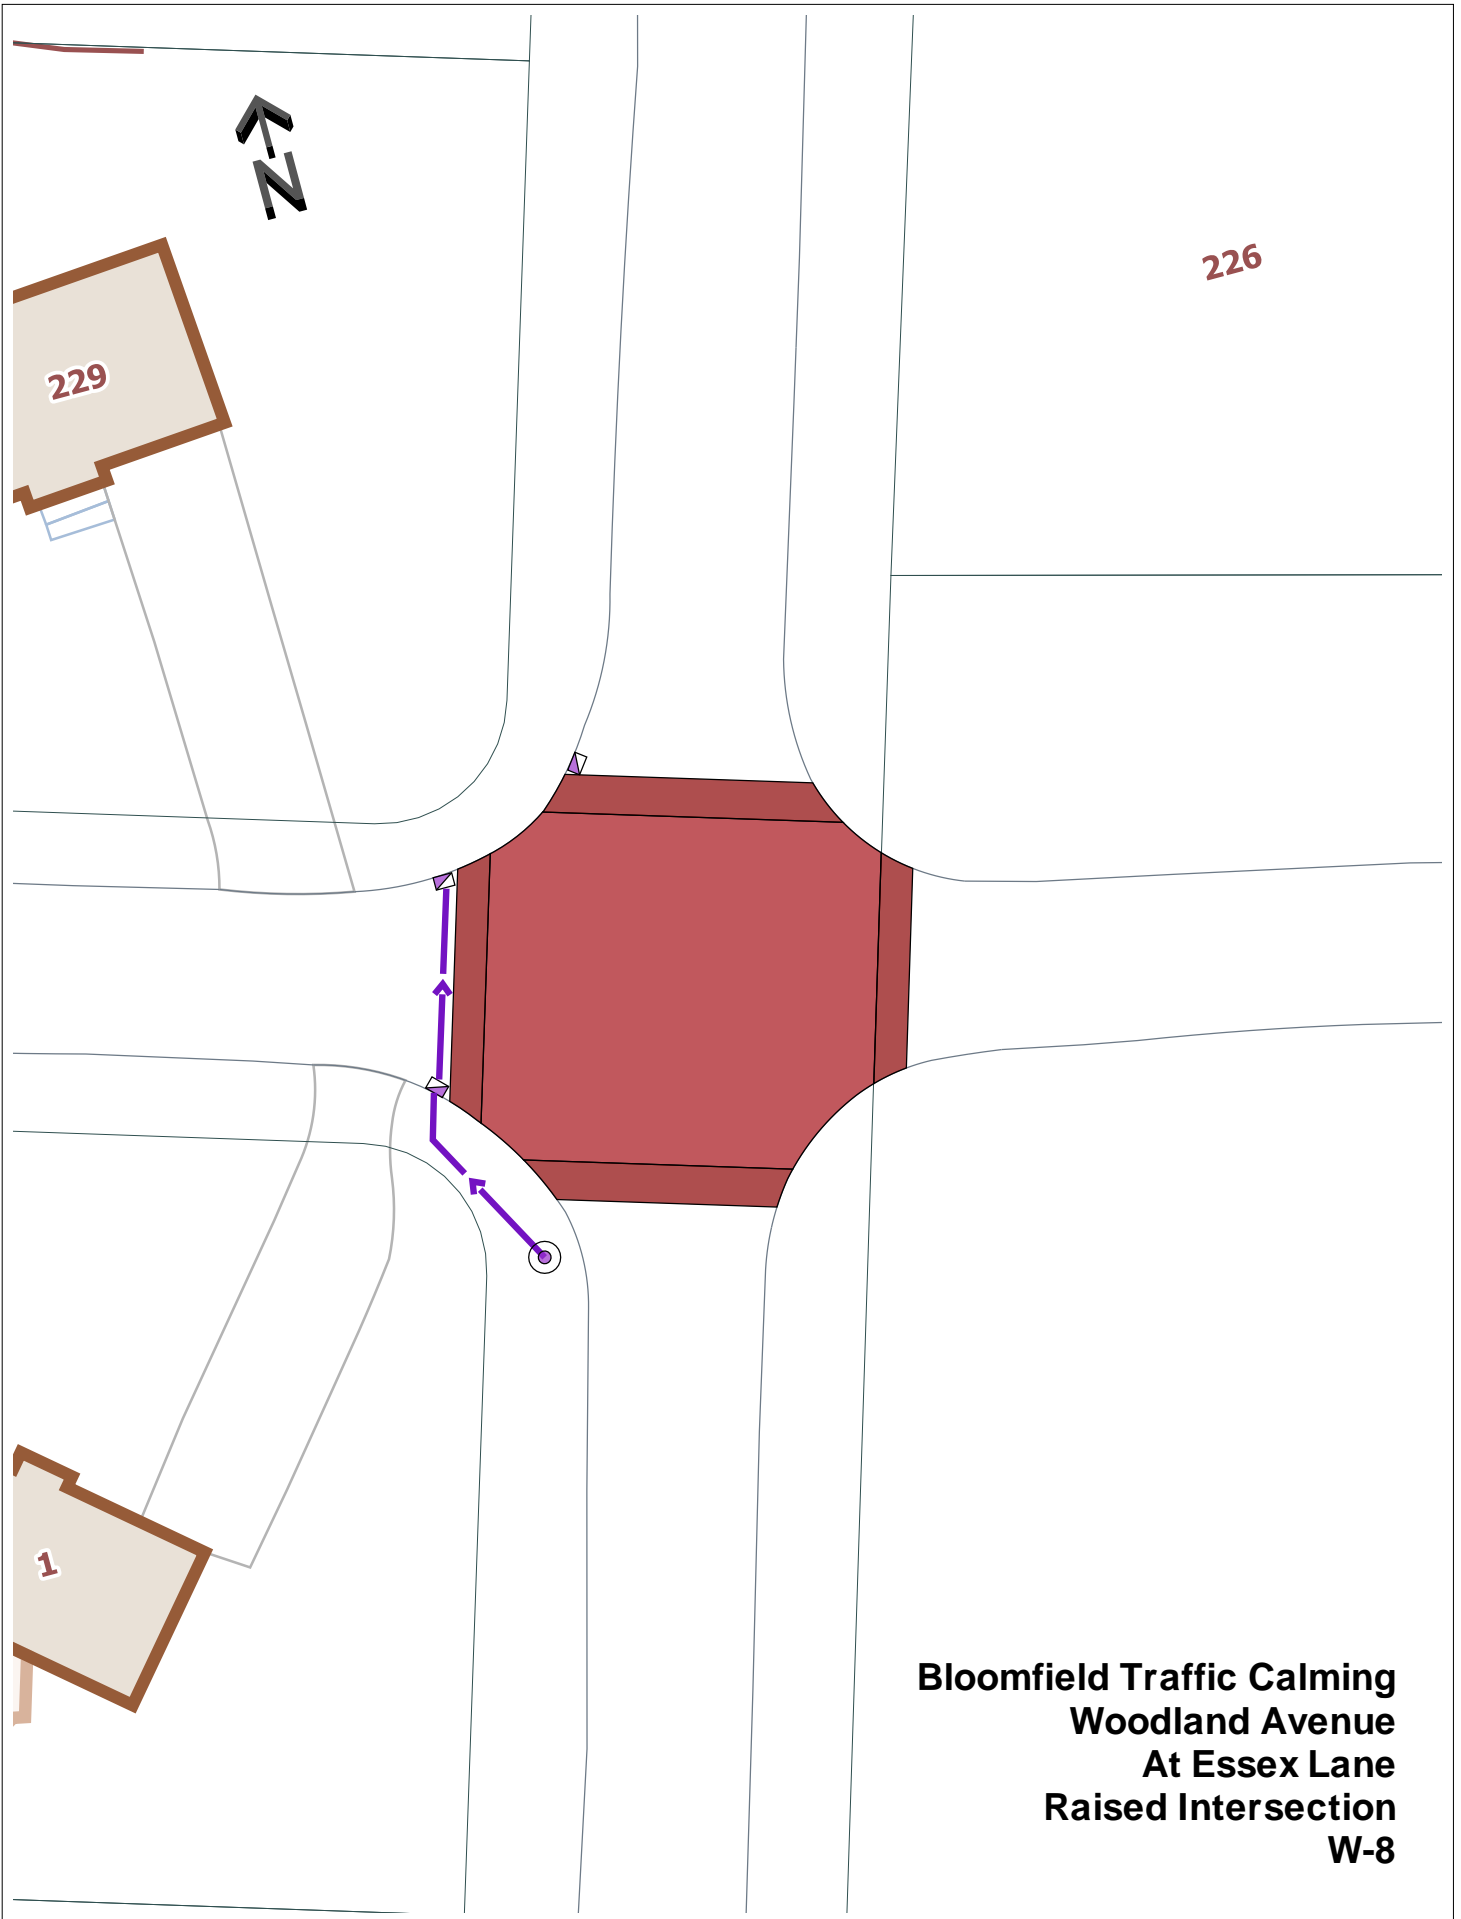 N
226
229
1
Bloomfield Traffic Calming
Woodland Avenue
At Essex Lane
Raised Intersection
W-8